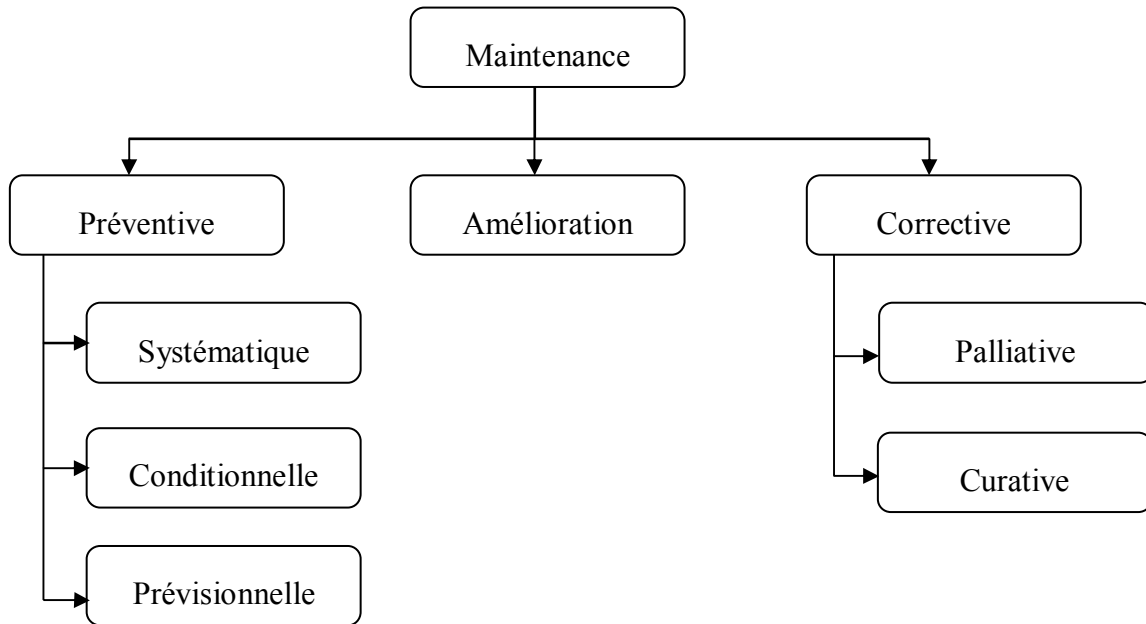 Maintenance
Préventive
Amélioration
Corrective
Systématique
Palliative
Conditionnelle
Curative
Prévisionnelle